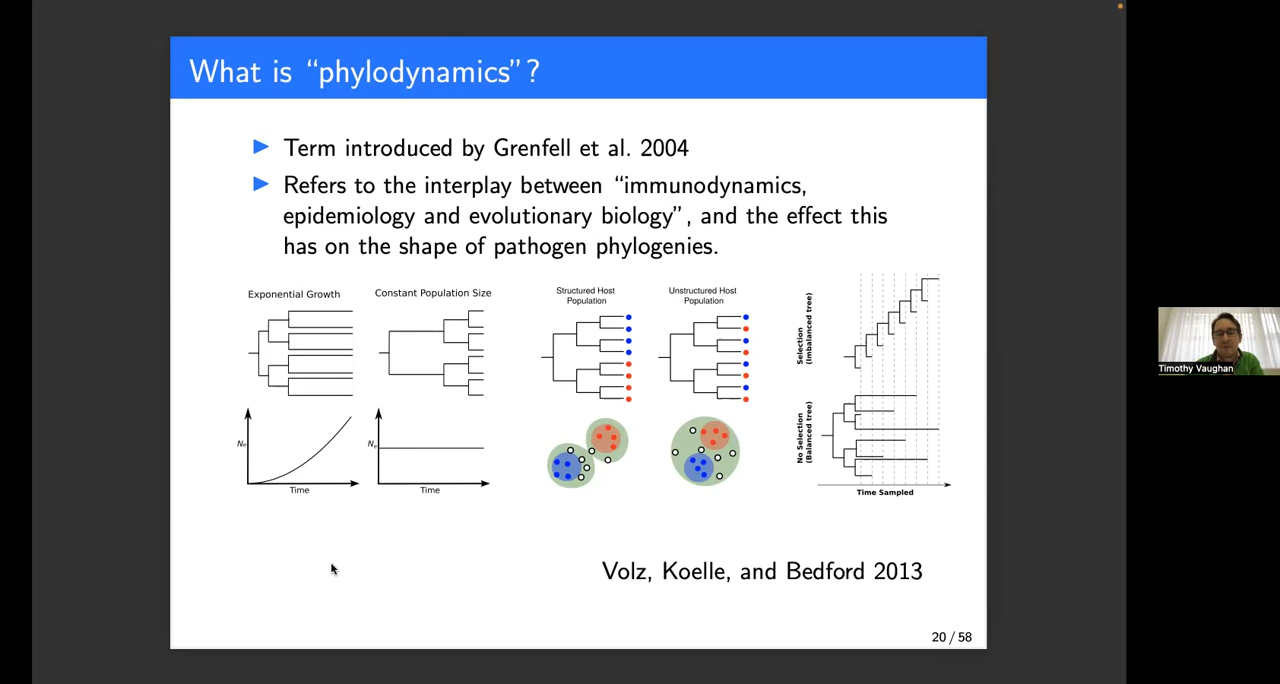 What is “phylodynamics”?
Term introduced by Grenfell et al. 2004
Refers to the interplay between “immunodynamics,
epidemiology and evolutionary biology”, and the effect this
has on the shape of pathogen phylogenies.
Exponential Growth
Constant Population Size
Nₑ
Time
Nₑ
Time
Structured Host
Population
Unstructured Host
Population
Selection
(Imbalanced tree)
No Selection
(Balanced tree)
Time Sampled
Volz, Koelle, and Bedford 2013
20 / 58
Timothy Vaughan